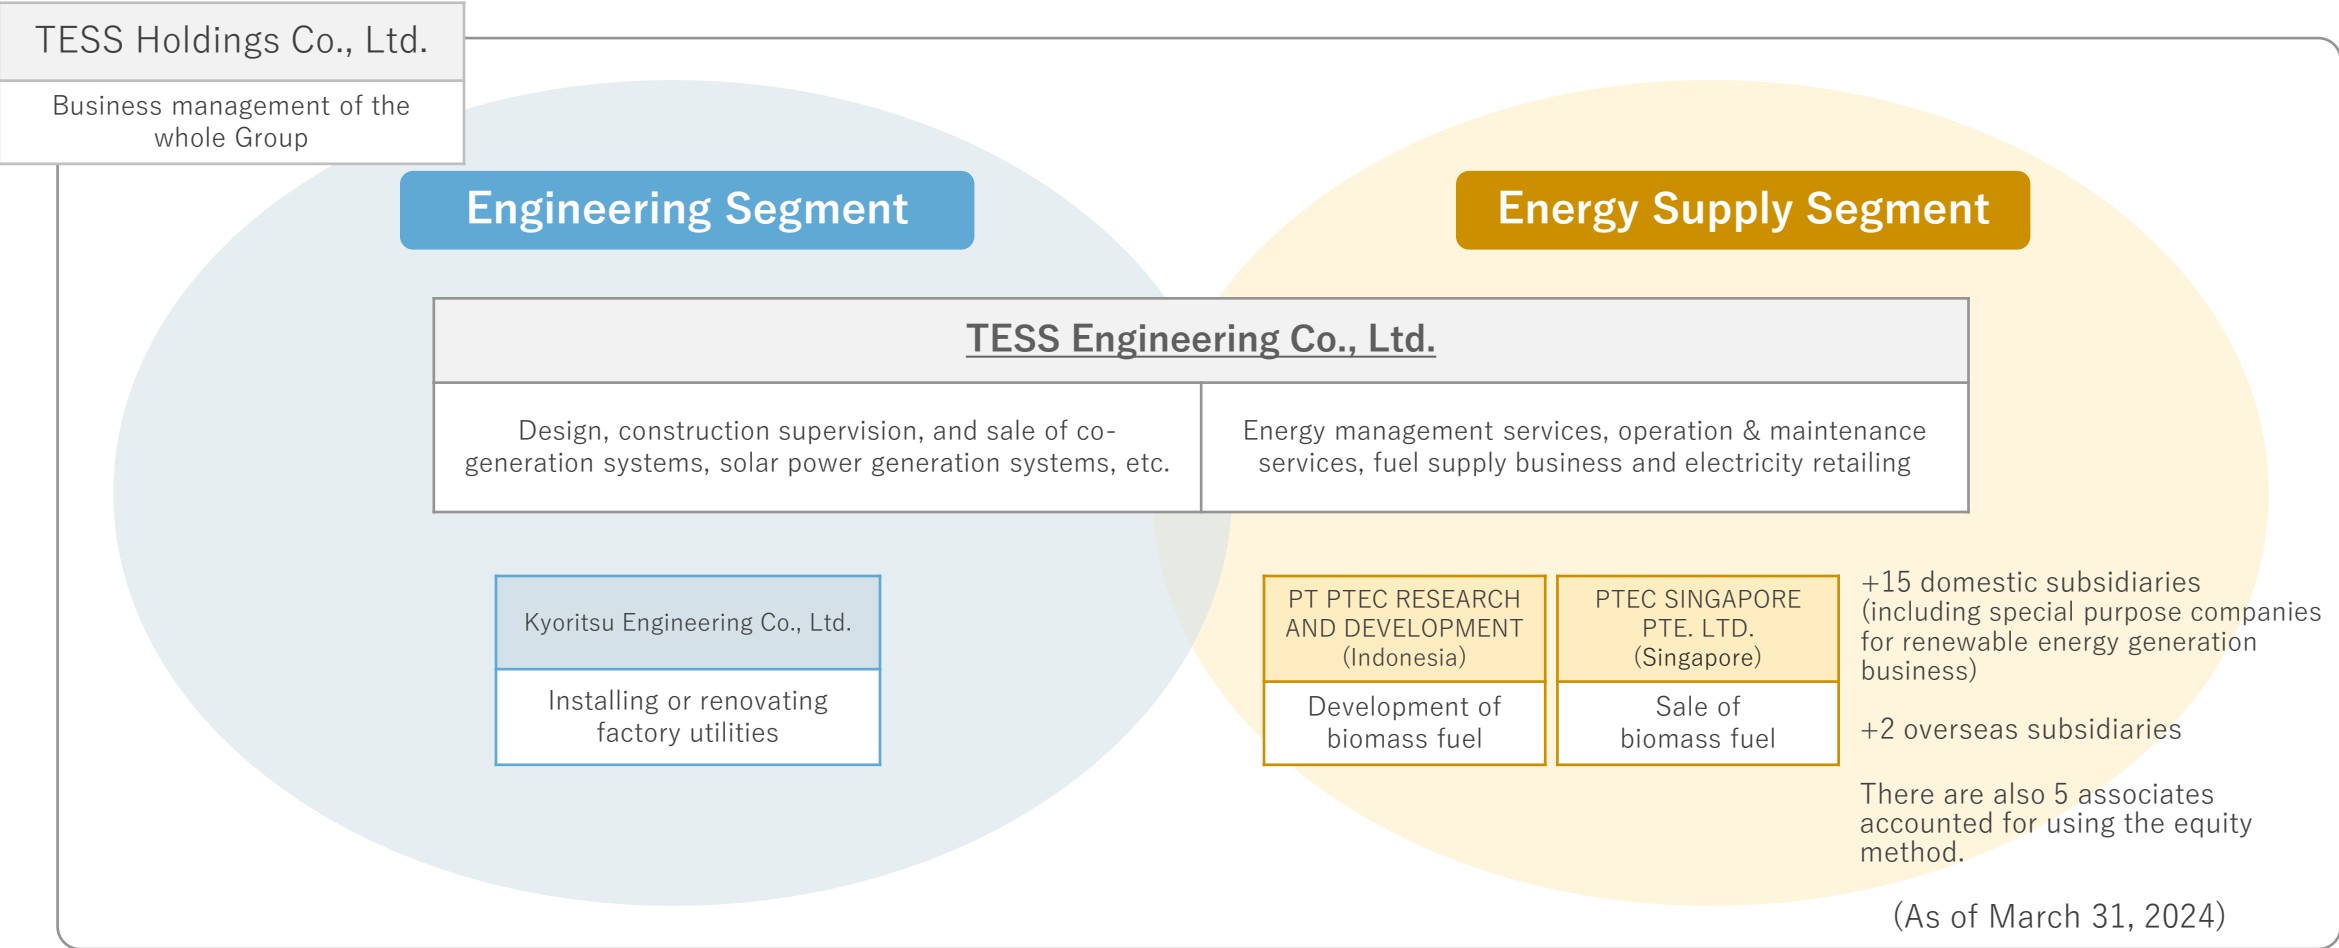 TESS Holdings Co., Ltd.
Business management of the
whole Group
Engineering Segment
Energy Supply Segment
TESS Engineering Co., Ltd.
Design, construction supervision, and sale of co-
generation systems, solar power generation systems, etc.
Energy management services, operation & maintenance
services, fuel supply business and electricity retailing
Kyoritsu Engineering Co., Ltd.
Installing or renovating
factory utilities
PT PTEC RESEARCH
AND DEVELOPMENT
(Indonesia)
Development of
biomass fuel
PTEC SINGAPORE
PTE. LTD.
(Singapore)
Sale of
biomass fuel
+15 domestic subsidiaries
(including special purpose companies
for renewable energy generation
business)
+2 overseas subsidiaries
There are also 5 associates
accounted for using the equity
method.
(As of March 31, 2024)